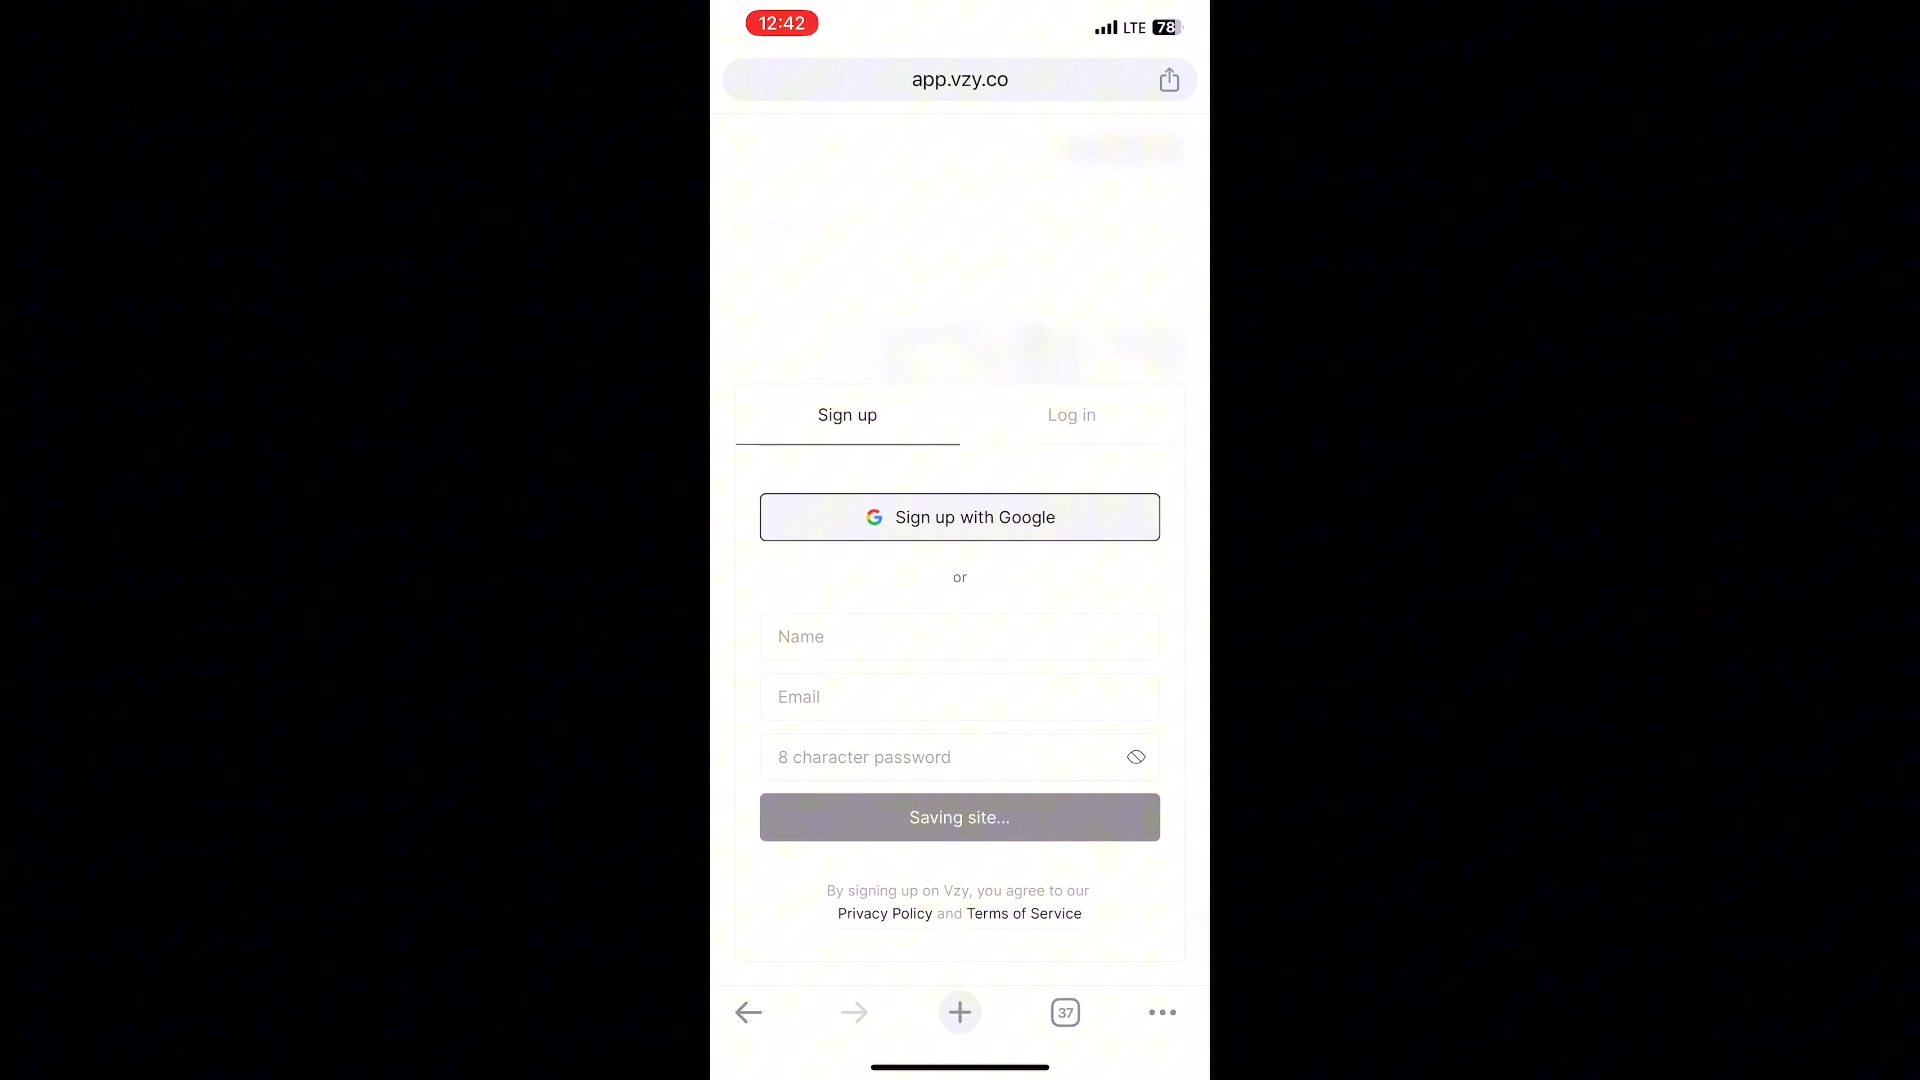 12:42
LTE 78
app.vzy.co
Sign up
Log in
Sign up with Google
or
Name
Email
8 character password
Saving site...
By signing up on Vzy, you agree to our
Privacy Policy and Terms of Service
37